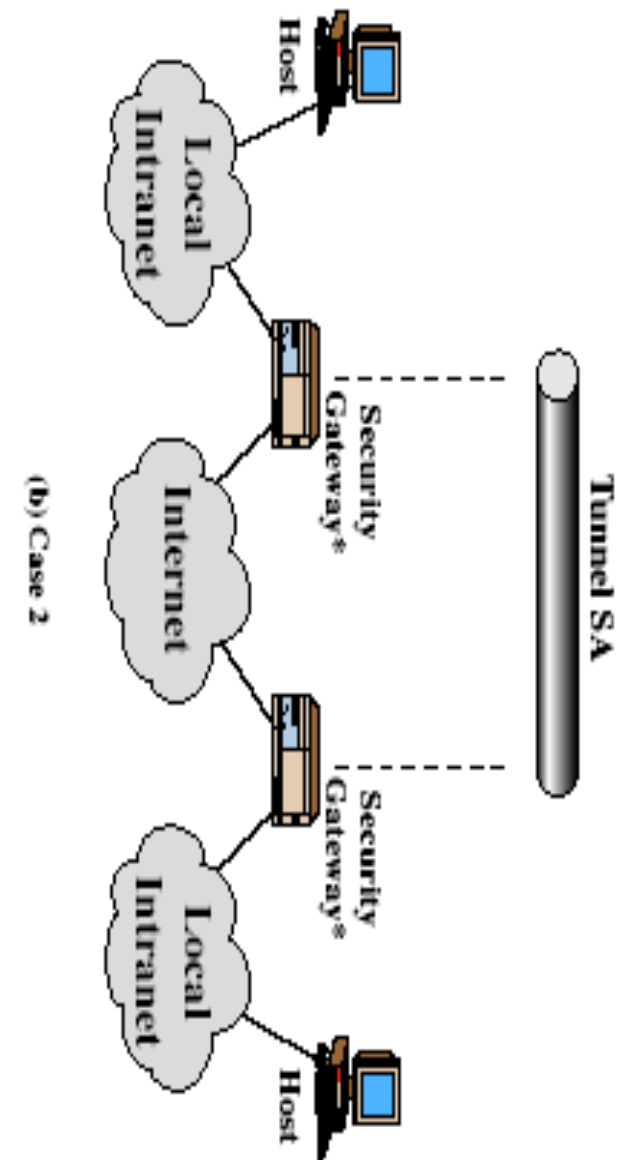 Tunnel SA
Security
Gateway*
Security
Gateway*
Host
Local
Intranet
Internet
Local
Intranet
Host
(b) Case 2